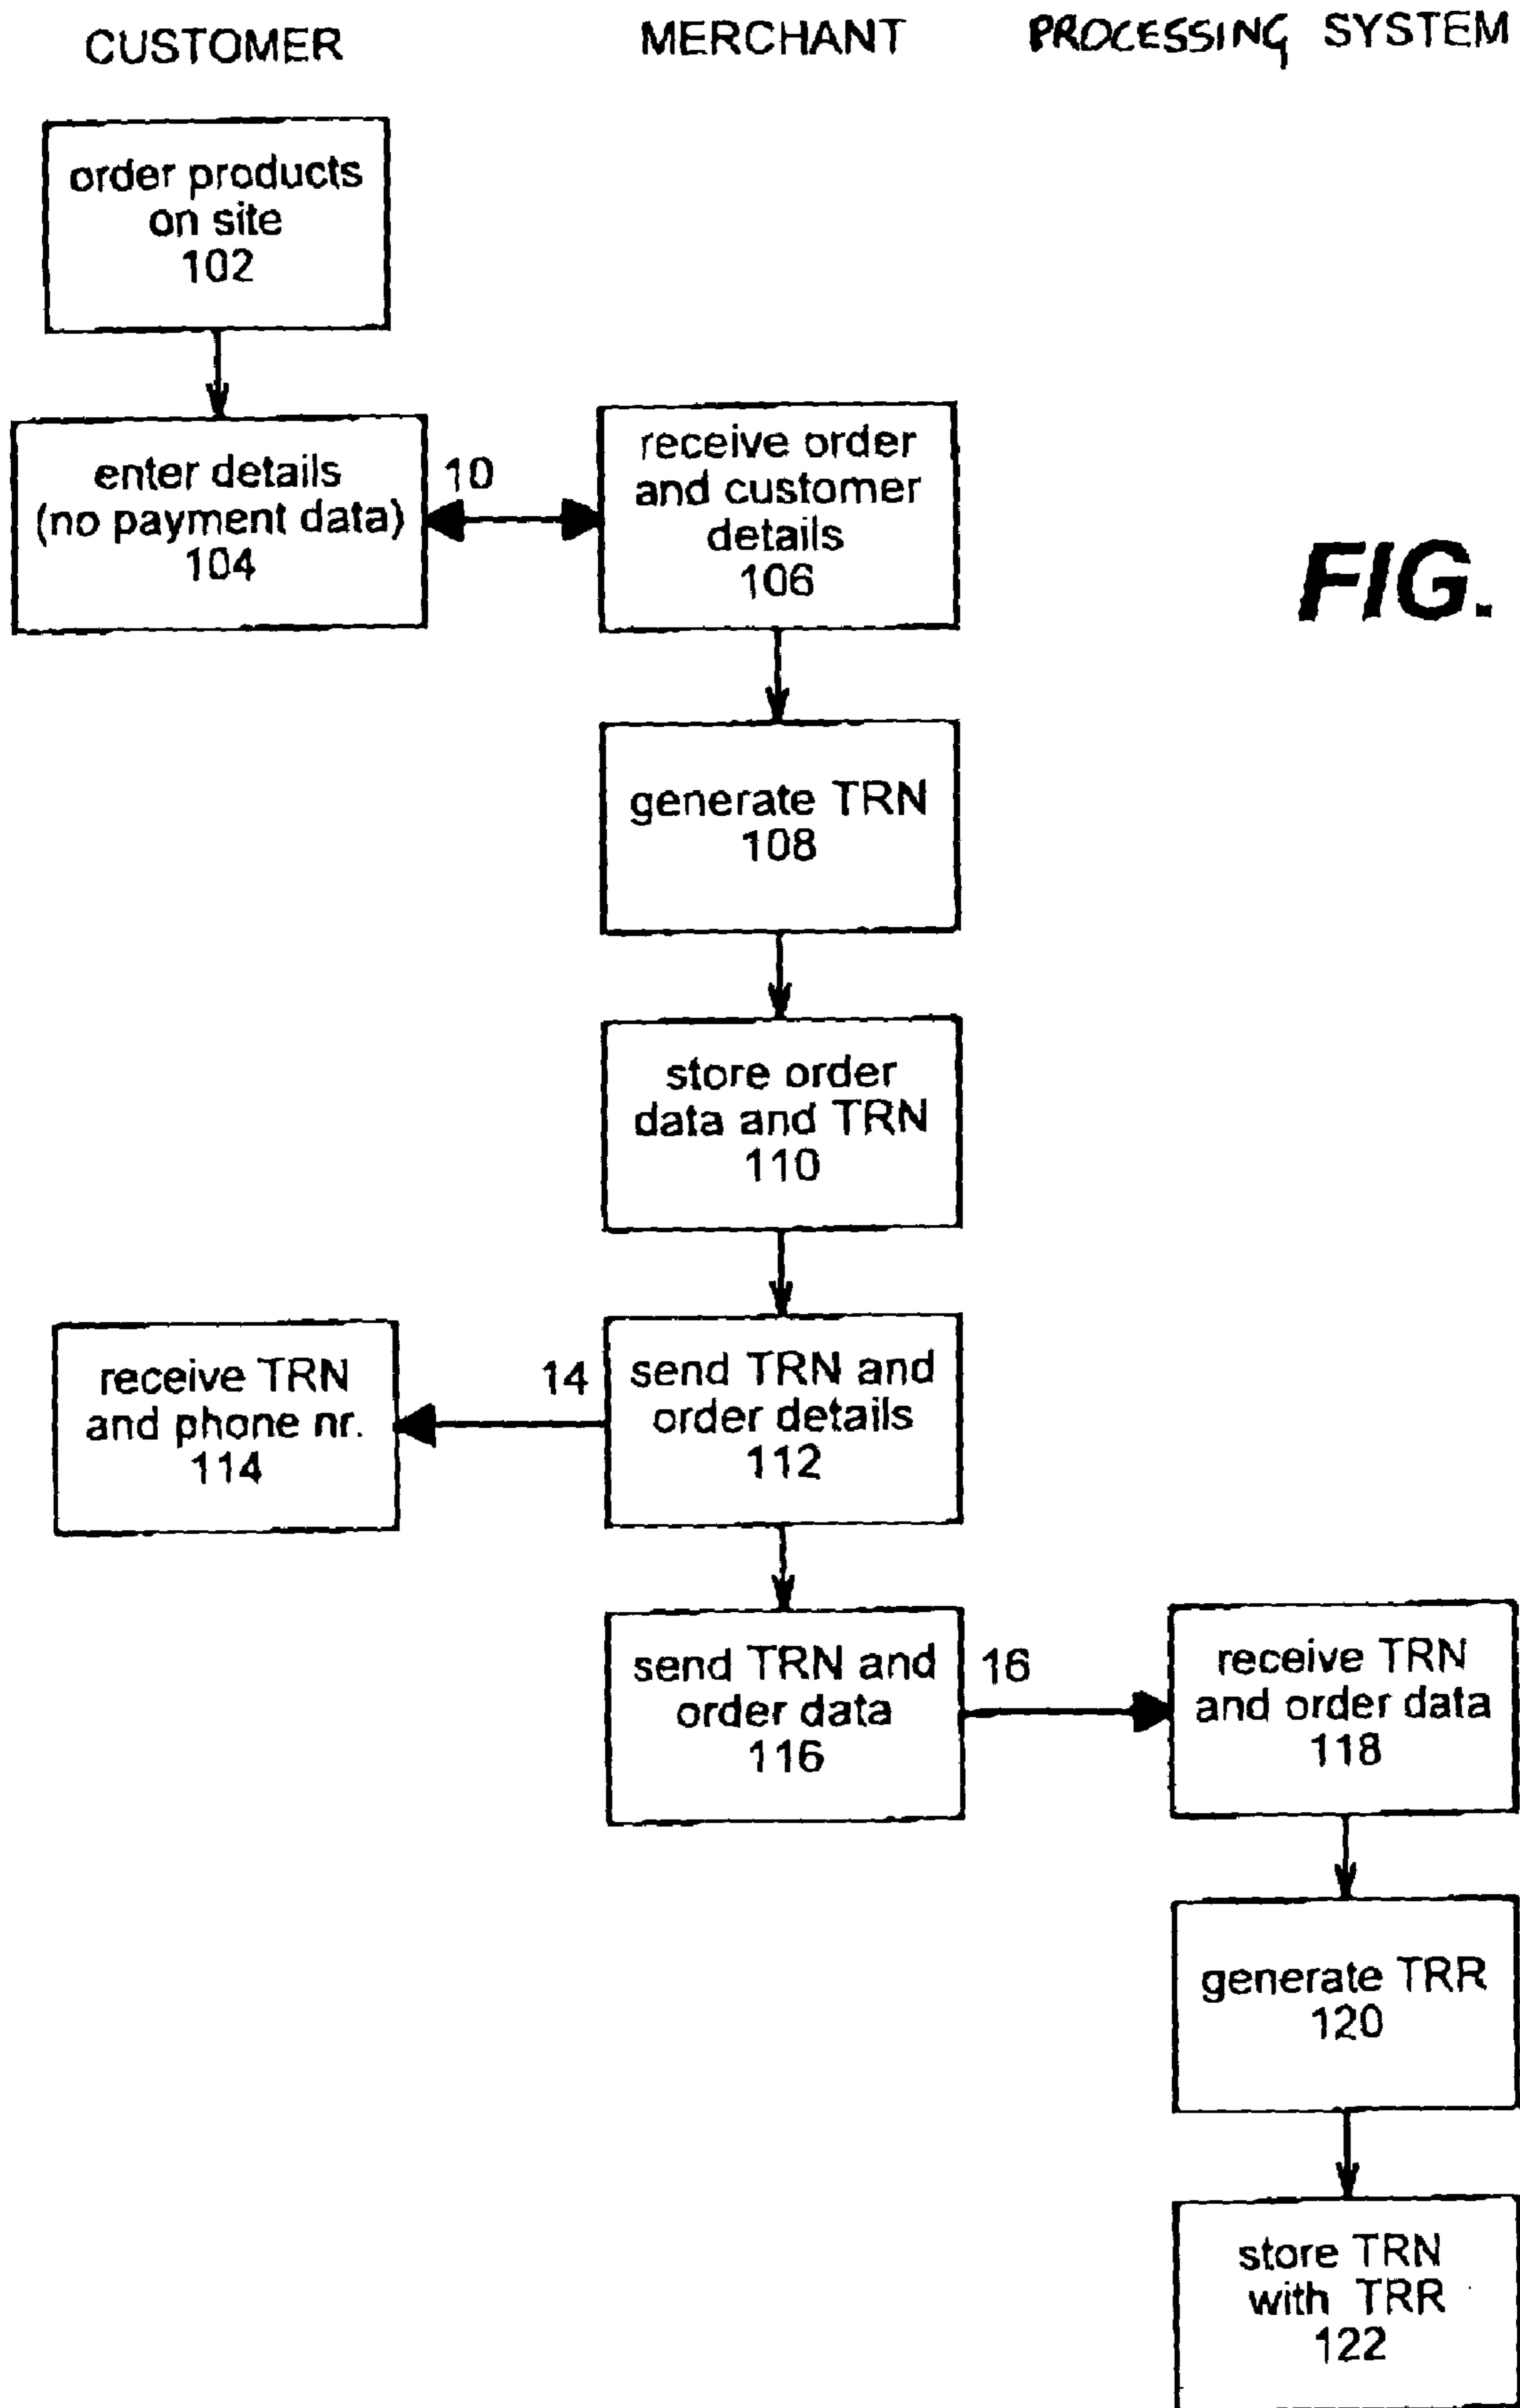 CUSTOMER
MERCHANT
PROCESSING SYSTEM
order products
on site
102
enter details
(no payment data)
104
10
receive order
and customer
details
106
FIG.
generate TRN
108
store order
data and TRN
110
receive TRN
and phone nr.
114
14
send TRN and
order details
112
send TRN and
order data
116
16
receive TRN
and order data
118
generate TRR
120
store TRN
with TRR
122